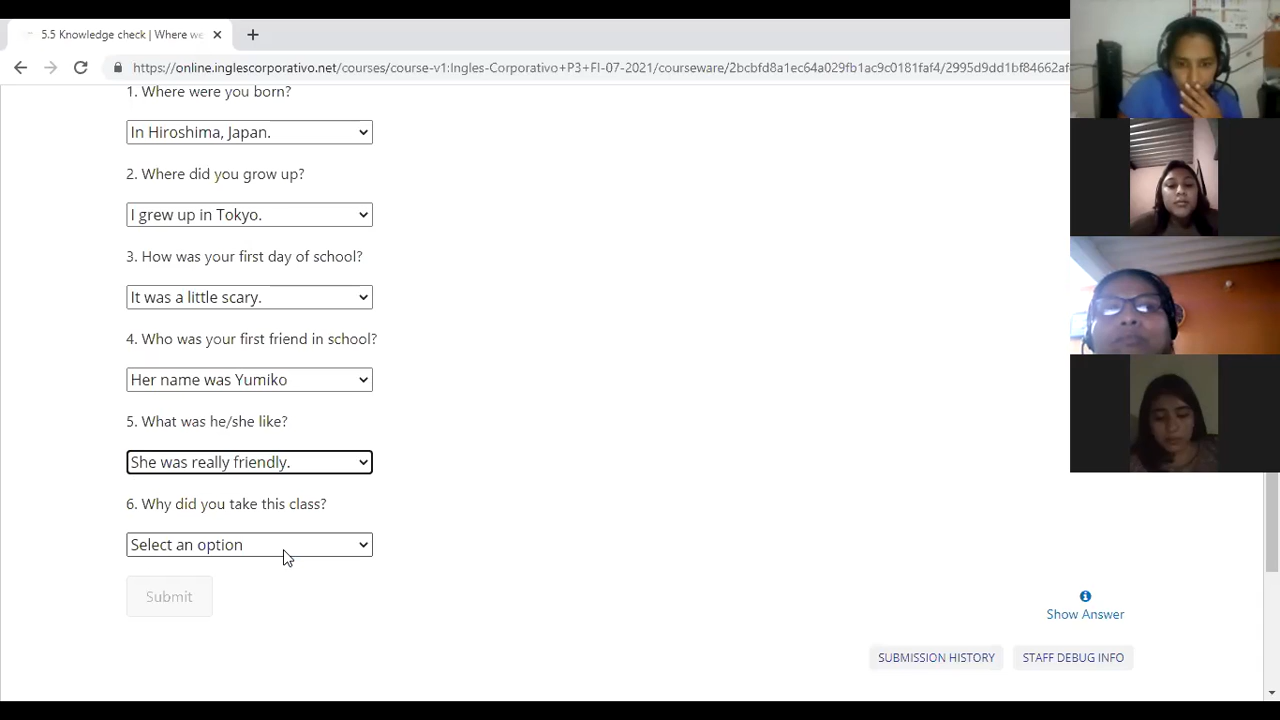 5.5 Knowledge check | Where we
https://online.inglescorporativo.net/courses/course-v1:Ingles-Corporativo+P3+FI-07-2021/courseware/2bcbfd8a1ec64a029fb1ac9c0181faf4/2995d9dd1bf84662af
1. Where were you born?
In Hiroshima, Japan.
2. Where did you grow up?
I grew up in Tokyo.
3. How was your first day of school?
It was a little scary.
4. Who was your first friend in school?
Her name was Yumiko
5. What was he/she like?
She was really friendly.
6. Why did you take this class?
Select an option
Submit
Show Answer
SUBMISSION HISTORY
STAFF DEBUG INFO